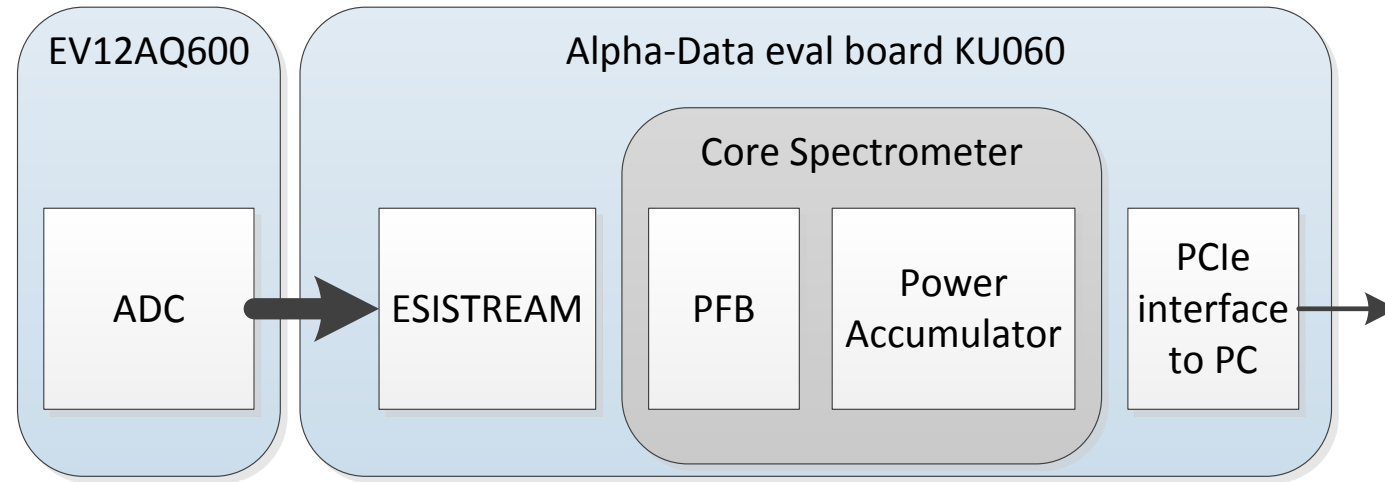 EV12AQ600
Alpha-Data eval board KU060
Core Spectrometer
ADC
ESISTREAM
PFB
Power
Accumulator
PCIe
interface
to PC